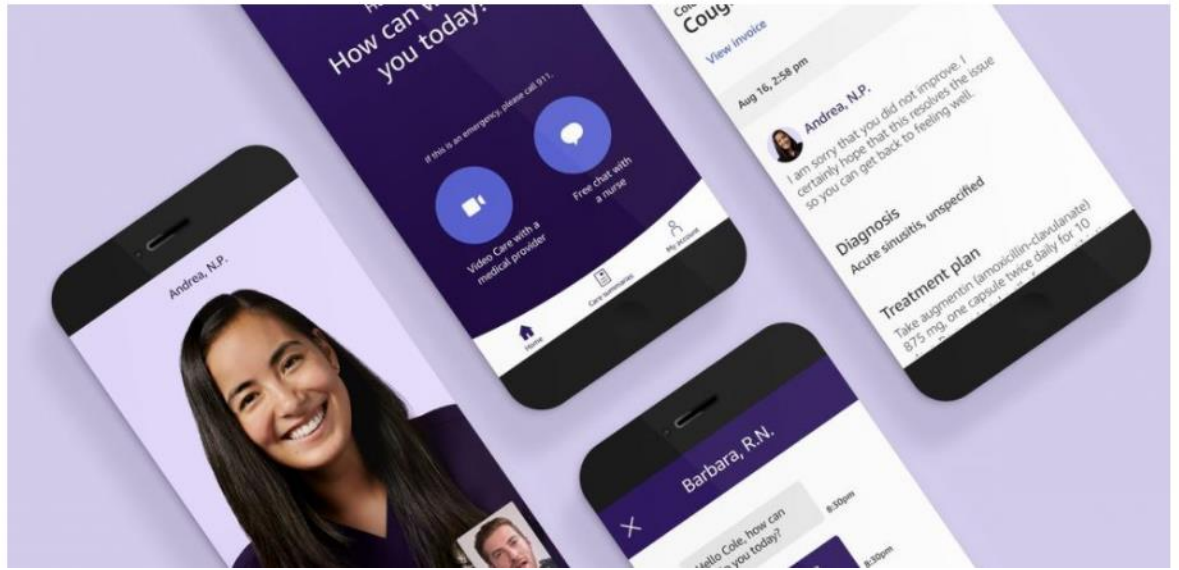 Andrea, N.P.
How can w
you today?
If this is an emergency, please call 911.
Video Care with a
medical provider
Free chat with
a nurse
Home
Care summaries
My account
Coug
View invoice
Aug 16, 2:58 pm
Andrea, N.P.
I am sorry that you did not improve. I
certainly hope that this resolves the issue
so you can get back to feeling well.
Diagnosis
Acute sinusitis, unspecified
Treatment plan
Take augmentin (amoxicillin-clavulanate)
875 mg, one capsule twice daily for 10
Barbara, R.N.
Hello Cole, how can
you today?
8:30pm
8:30pm